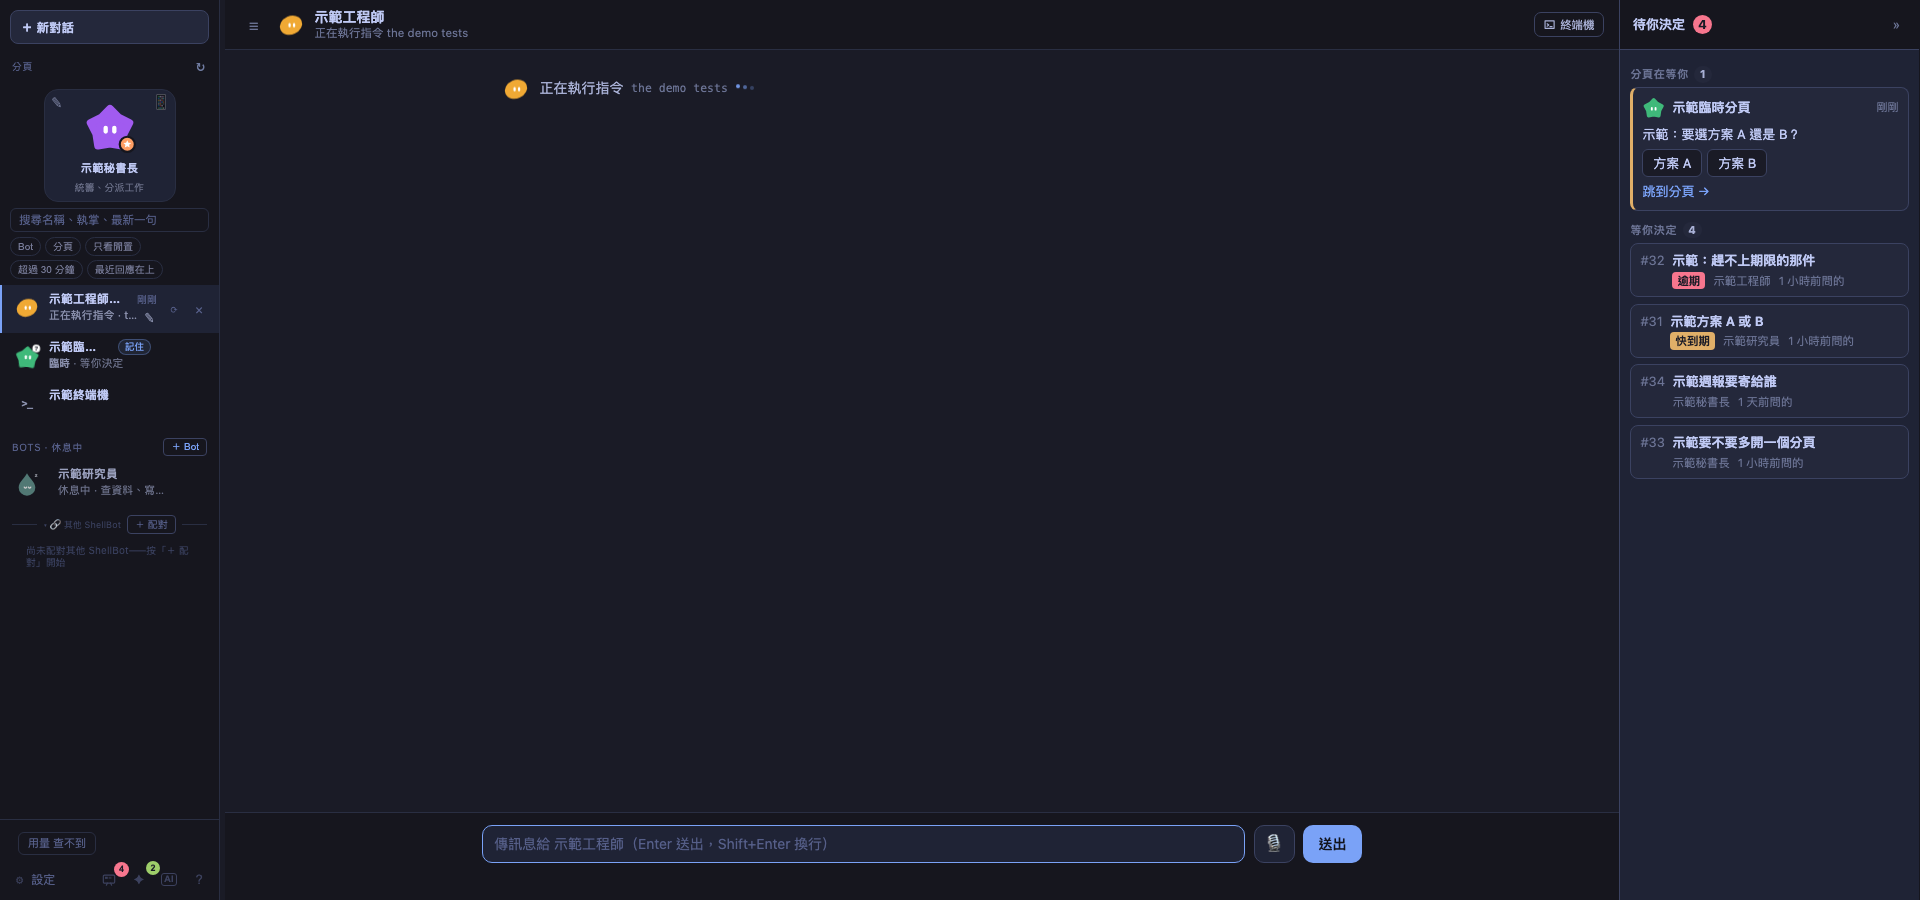 + 新對話
分頁
示範秘書長
統籌、分派工作
搜尋名稱、執掌、最新一句
Bot 分頁 只看閒置
超過 30 分鐘 最近回應在上
示範工程師... 剛剛
正在執行指令 · t...
示範臨... 記住
臨時 · 等你決定
>_ 示範終端機
BOTS · 休息中 + Bot
示範研究員
休息中 · 查資料、寫...
其他 ShellBot + 配對
尚未配對其他 ShellBot——按「+ 配
對」開始
用量 查不到
設定 4 2 AI ?
示範工程師
正在執行指令 the demo tests
終端機
正在執行指令 the demo tests
傳訊息給 示範工程師（Enter 送出，Shift+Enter 換行）
送出
待你決定 4 »
分頁在等你 1
示範臨時分頁 剛剛
示範：要選方案 A 還是 B？
方案 A 方案 B
跳到分頁 →
等你決定 4
#32 示範：趕不上期限的那件
逾期 示範工程師 1 小時前問的
#31 示範方案 A 或 B
快到期 示範研究員 1 小時前問的
#34 示範週報要寄給誰
示範秘書長 1 天前問的
#33 示範要不要多開一個分頁
示範秘書長 1 小時前問的